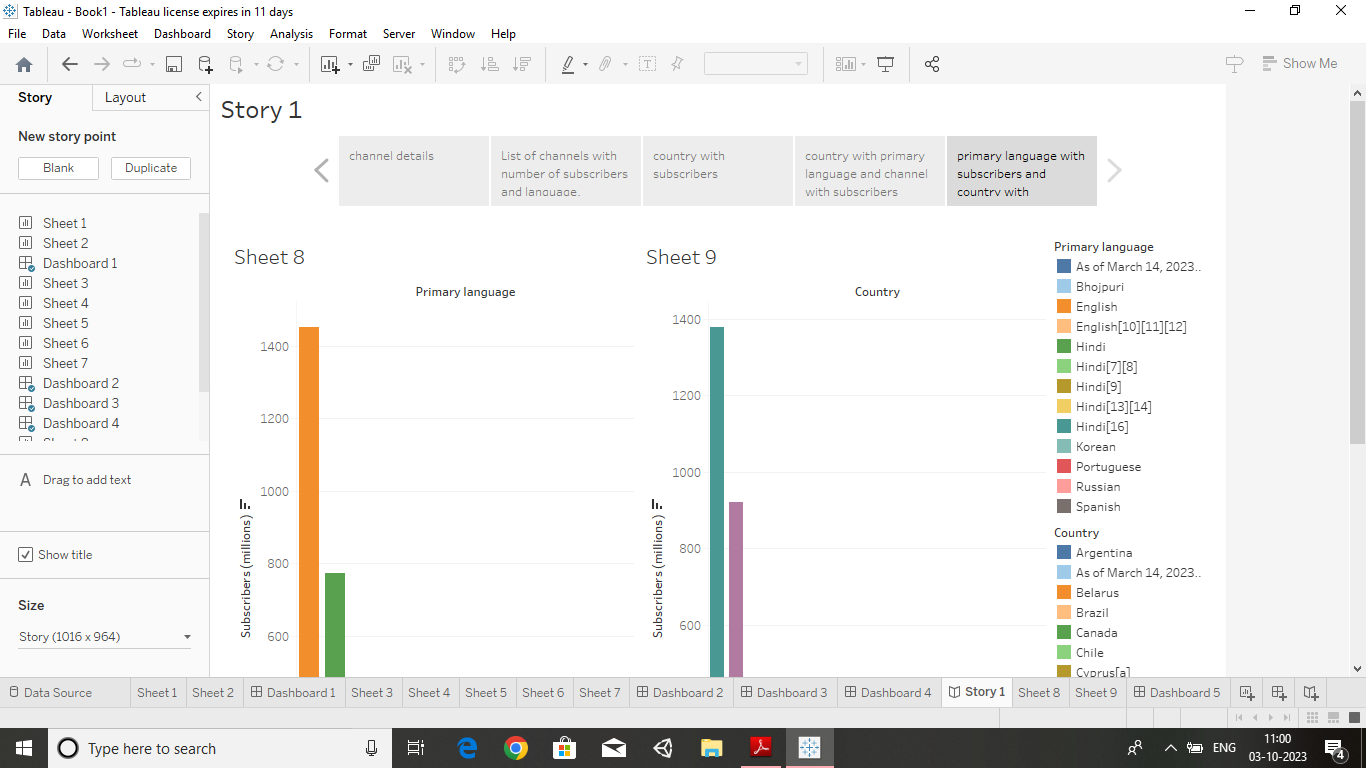 Tableau - Book1 - Tableau license expires in 11 days
File Data Worksheet Dashboard Story Analysis Format Server Window Help
Show Me
Story Layout
New story point
Blank Duplicate
Sheet 1
Sheet 2
Dashboard 1
Sheet 3
Sheet 4
Sheet 5
Sheet 6
Sheet 7
Dashboard 2
Dashboard 3
Dashboard 4
Drag to add text
Show title
Size
Story (1016 x 964)
Story 1
channel details
List of channels with
number of subscribers
and language.
country with
subscribers
country with primary
language and channel
with subscribers
primary language with
subscribers and
country with
Sheet 8
Primary language
1400
1200
1000
800
600
Subscribers (millions)
Sheet 9
Country
1400
1200
1000
800
600
Subscribers (millions)
Primary language
As of March 14, 2023..
Bhojpuri
English
English[10][11][12]
Hindi
Hindi[7][8]
Hindi[9]
Hindi[13][14]
Hindi[16]
Korean
Portuguese
Russian
Spanish
Country
Argentina
As of March 14, 2023..
Belarus
Brazil
Canada
Chile
Cyprus[a]
Data Source Sheet 1 Sheet 2 Dashboard 1 Sheet 3 Sheet 4 Sheet 5 Sheet 6 Sheet 7 Dashboard 2 Dashboard 3 Dashboard 4 Story 1 Sheet 8 Sheet 9 Dashboard 5
Type here to search
ENG
11:00
03-10-2023
4